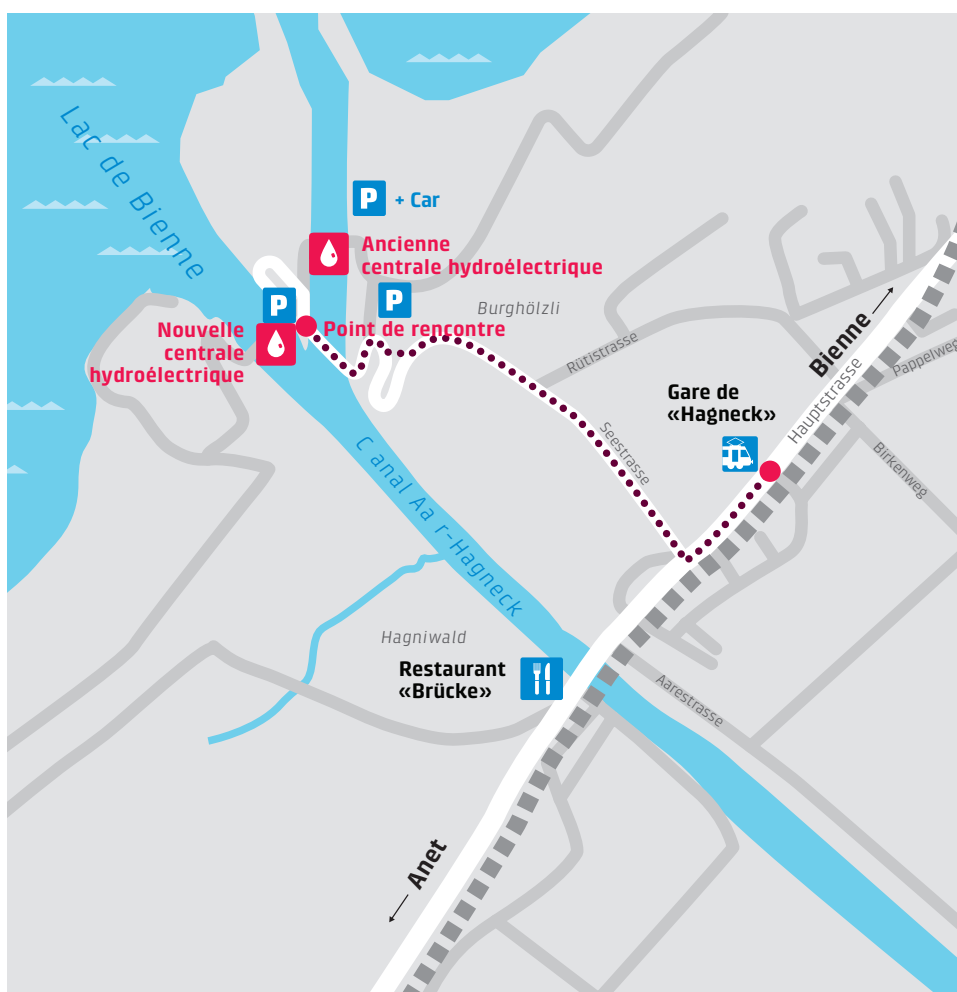 Lac de Bienne
P
+ Car
Ancienne
centrale hydroélectrique
P
P
Burghölzli
Point de rencontre
Nouvelle
centrale
hydroélectrique
Rütistrasse
Bienne
Pappelweg
Gare de
«Hagneck»
Hauptstrasse
Seestrasse
Birkenweg
Canal Aar-Hagneck
Hagniwald
Restaurant
«Brücke»
Aarestrasse
Anet